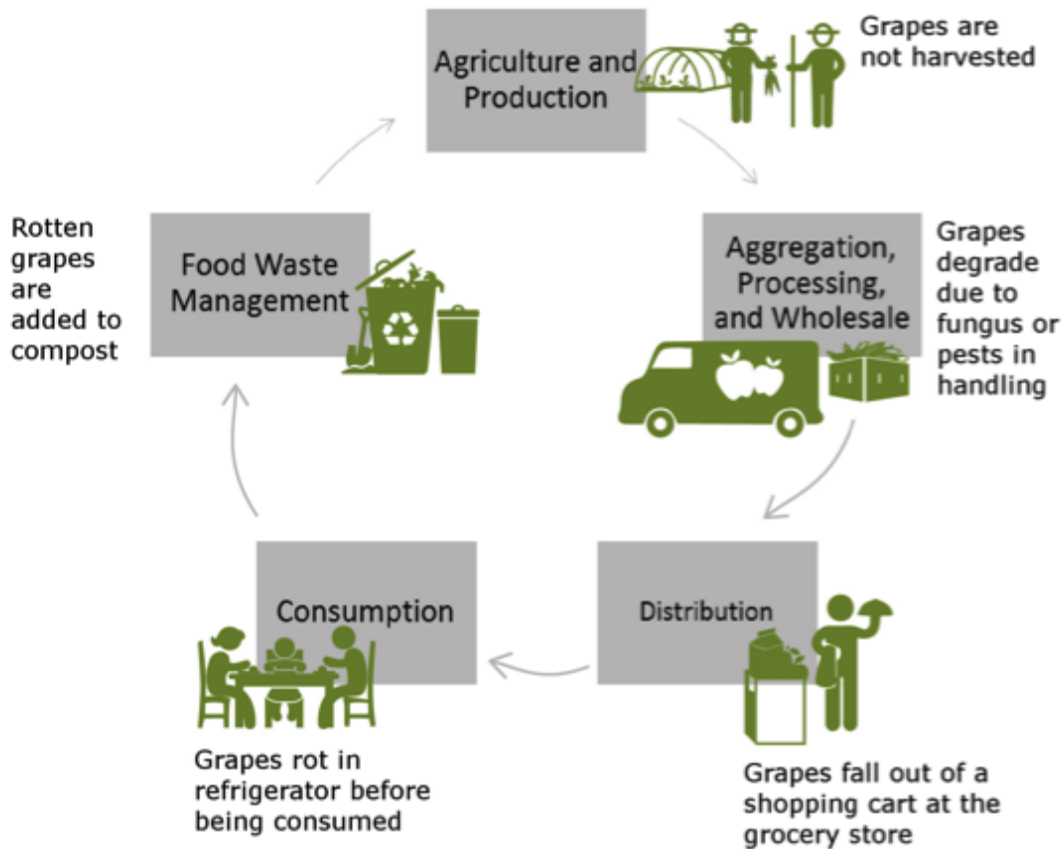 Agriculture and
Production
Grapes are
not harvested
Aggregation,
Processing,
and Wholesale
Grapes
degrade
due to
fungus or
pests in
handling
Distribution
Grapes fall out of a
shopping cart at the
grocery store
Consumption
Grapes rot in
refrigerator before
being consumed
Food Waste
Management
Rotten
grapes
are
added to
compost